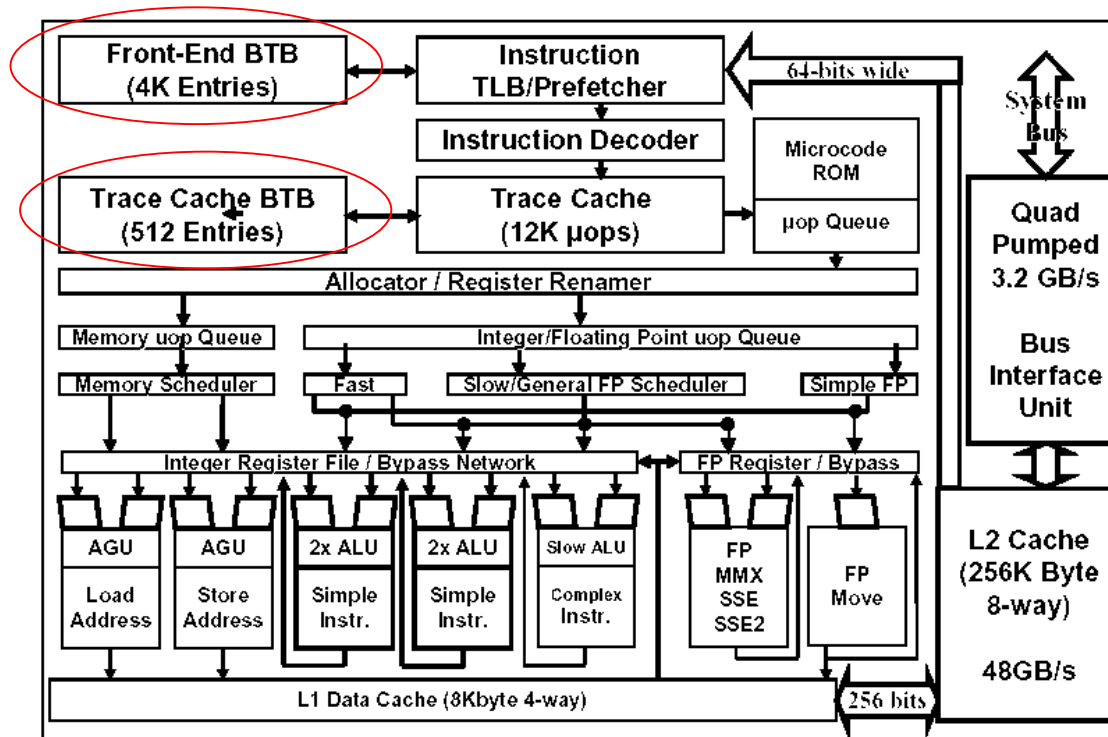 Front-End BTB
(4K Entries)
Instruction
TLB/Prefetcher
64-bits wide
System
Bus
Instruction Decoder
Microcode
ROM
µop Queue
Trace Cache BTB
(512 Entries)
Trace Cache
(12K µops)
Quad
Pumped
3.2 GB/s
Bus
Interface
Unit
Allocator / Register Renamer
Memory uop Queue
Integer/Floating Point uop Queue
Memory Scheduler
Fast
Slow/General FP Scheduler
Simple FP
Integer Register File / Bypass Network
FP Register / Bypass
AGU
Load
Address
AGU
Store
Address
2x ALU
Simple
Instr.
2x ALU
Simple
Instr.
Slow ALU
Complex
Instr.
FP
MMX
SSE
SSE2
FP
Move
L2 Cache
(256K Byte
8-way)
48GB/s
L1 Data Cache (8Kbyte 4-way)
256 bits